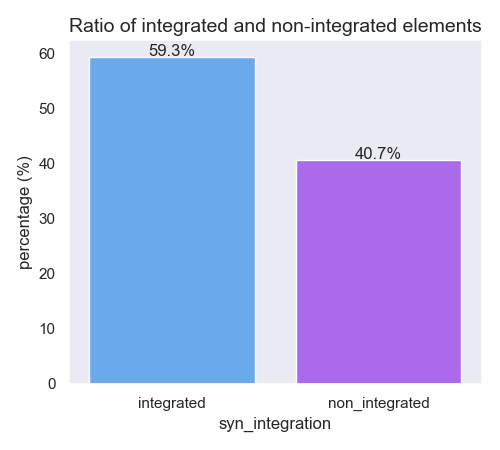 Ratio of integrated and non-integrated elements
59.3%
40.7%
60
50
40
30
20
10
0
percentage (%)
integrated
non_integrated
syn_integration